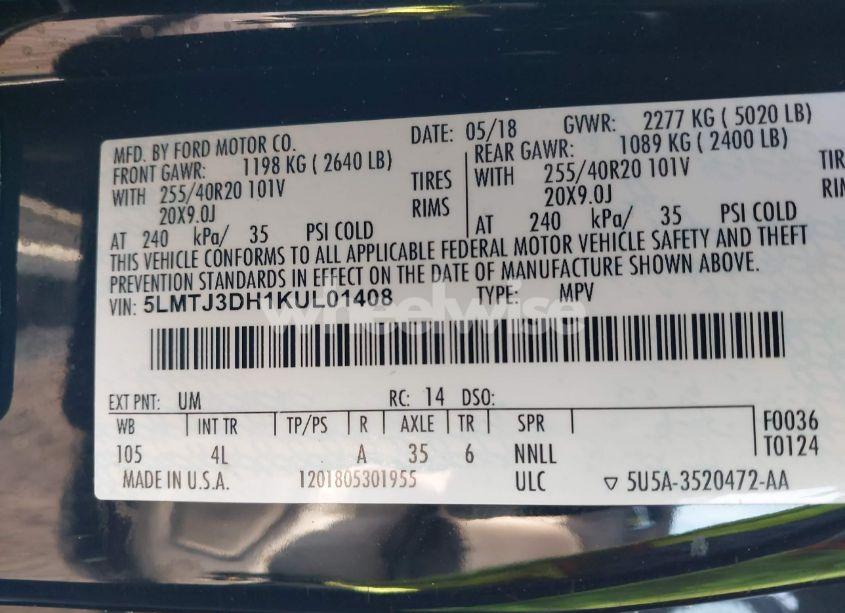 MFD. BY FORD MOTOR CO. DATE: 05/18 GVWR: 2277 KG ( 5020 LB)
FRONT GAWR: 1198 KG ( 2640 LB) REAR GAWR: 1089 KG ( 2400 LB)
WITH 255/40R20 101V TIRES WITH 255/40R20 101V TIRE
20X9.0J RIMS 20X9.0J RIM
AT 240 kPa/ 35 PSI COLD AT 240 kPa/ 35 PSI COLD
THIS VEHICLE CONFORMS TO ALL APPLICABLE FEDERAL MOTOR VEHICLE SAFETY AND THEFT
PREVENTION STANDARDS IN EFFECT ON THE DATE OF MANUFACTURE SHOWN ABOVE.
VIN: 5LMTJ3DH1KUL01408 TYPE: MPV
wheelwise
EXT PNT: UM RC: 14 DSO:
WB INT TR TP/PS R AXLE TR SPR F0036
105 4L A 35 6 NNLL T0124
MADE IN U.S.A. 1201805301955 ULC ▽ 5U5A-3520472-AA